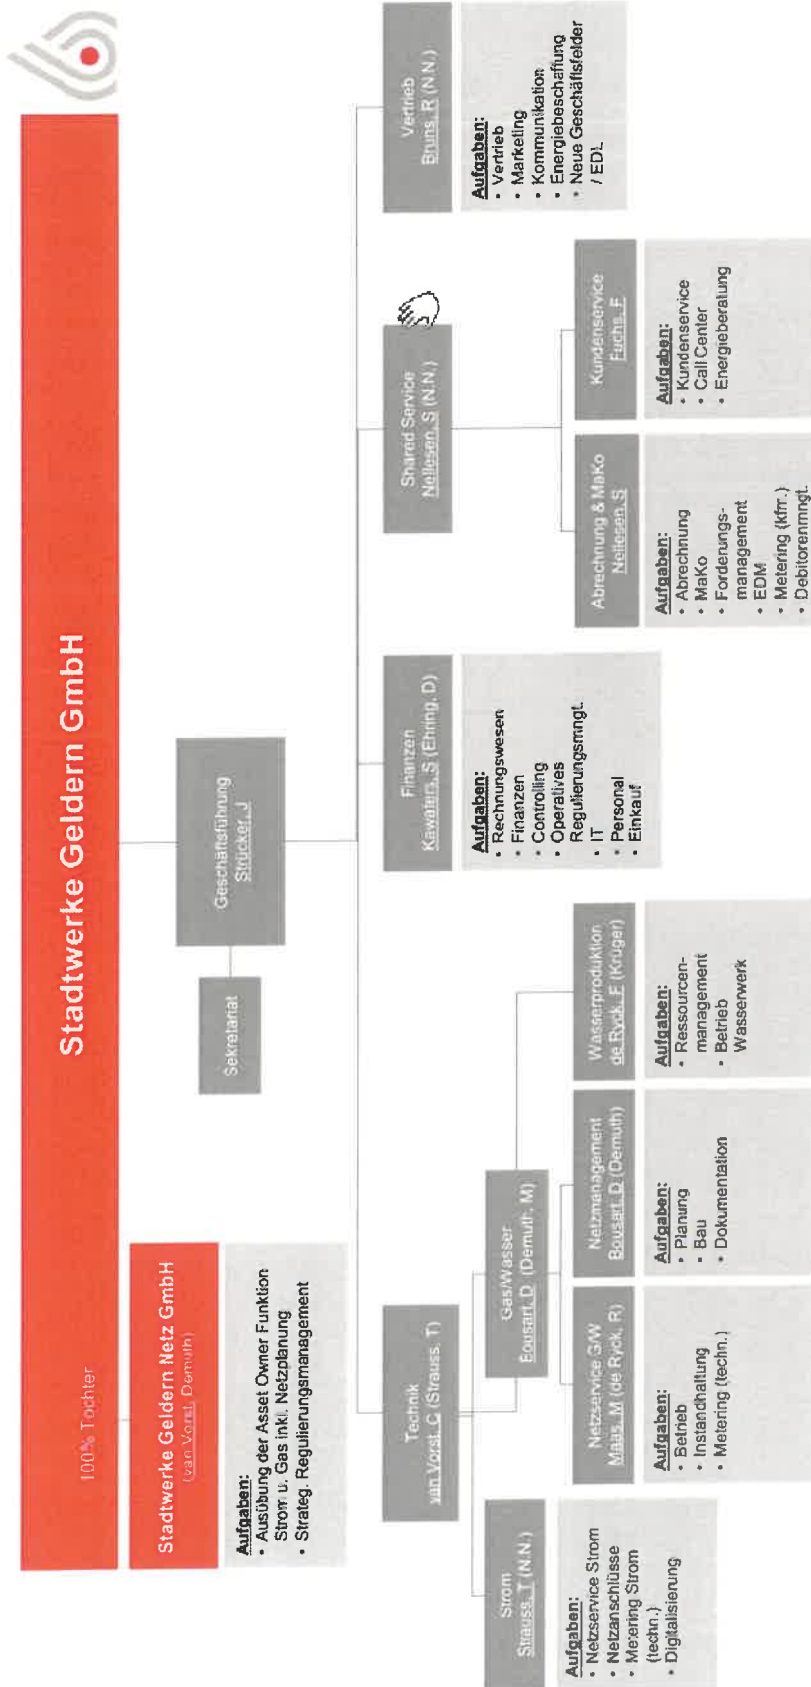 Stadtwerke Geldern GmbH
100% Tochter
Stadtwerke Geldern Netz GmbH
(van Vorst, Demuth)
Aufgaben:
• Ausübung der Asset Owner Funktion
Strom u. Gas inkl. Netzplanung
• Strateg. Regulierungsmanagement
Geschäftsführung
Strücker, J
Sekretariat
Technik
van Vorst, C (Strauss, T)
Finanzen
Kawaters, S (Ehring, D)
Aufgaben:
• Rechnungswesen
• Finanzen
• Controlling
• Operatives
Regulierungsmngt.
• IT
• Personal
• Einkauf
Shared Service
Nellesen, S (N.N.)
Vertrieb
Bruns, R (N.N.)
Aufgaben:
• Vertrieb
• Marketing
• Kommunikation
• Energiebeschaffung
• Neue Geschäftsfelder
/ EDL
Strom
Strauss, T (N.N.)
Aufgaben:
• Netzservice Strom
• Netzanschlüsse
• Metering Strom
(techn.)
• Digitalisierung
Gas/Wasser
Bousart, D (Demuth, M)
Netzservice G/W
Maas, M (de Ryck, R)
Aufgaben:
• Betrieb
• Instandhaltung
• Metering (techn.)
Netzmanagement
Bousart, D (Demuth)
Aufgaben:
• Planung
• Bau
• Dokumentation
Wasserproduktion
de Ryck, F (Krüger)
Aufgaben:
• Ressourcen-
management
• Betrieb
Wasserwerk
Abrechnung & MaKo
Nellesen, S
Aufgaben:
• Abrechnung
• MaKo
• Forderungs-
management
• EDM
• Metering (kfm.)
• Debitorenmngt.
Kundenservice
Fuchs, F
Aufgaben:
• Kundenservice
• Call Center
• Energieberatung